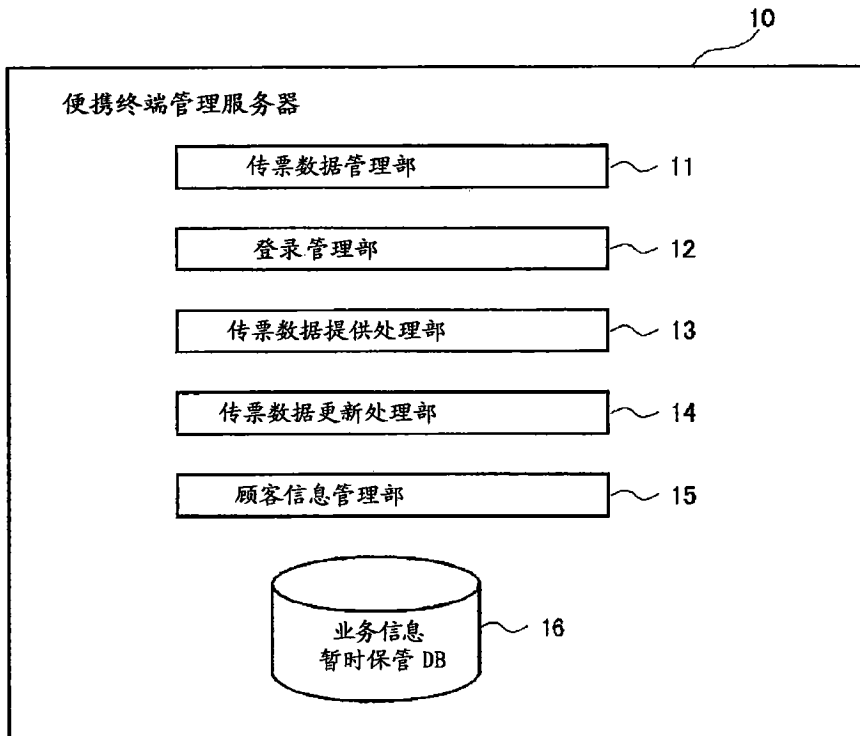 10
便携终端管理服务器
传票数据管理部 11
登录管理部 12
传票数据提供处理部 13
传票数据更新处理部 14
顾客信息管理部 15
业务信息 16
暂时保管 DB